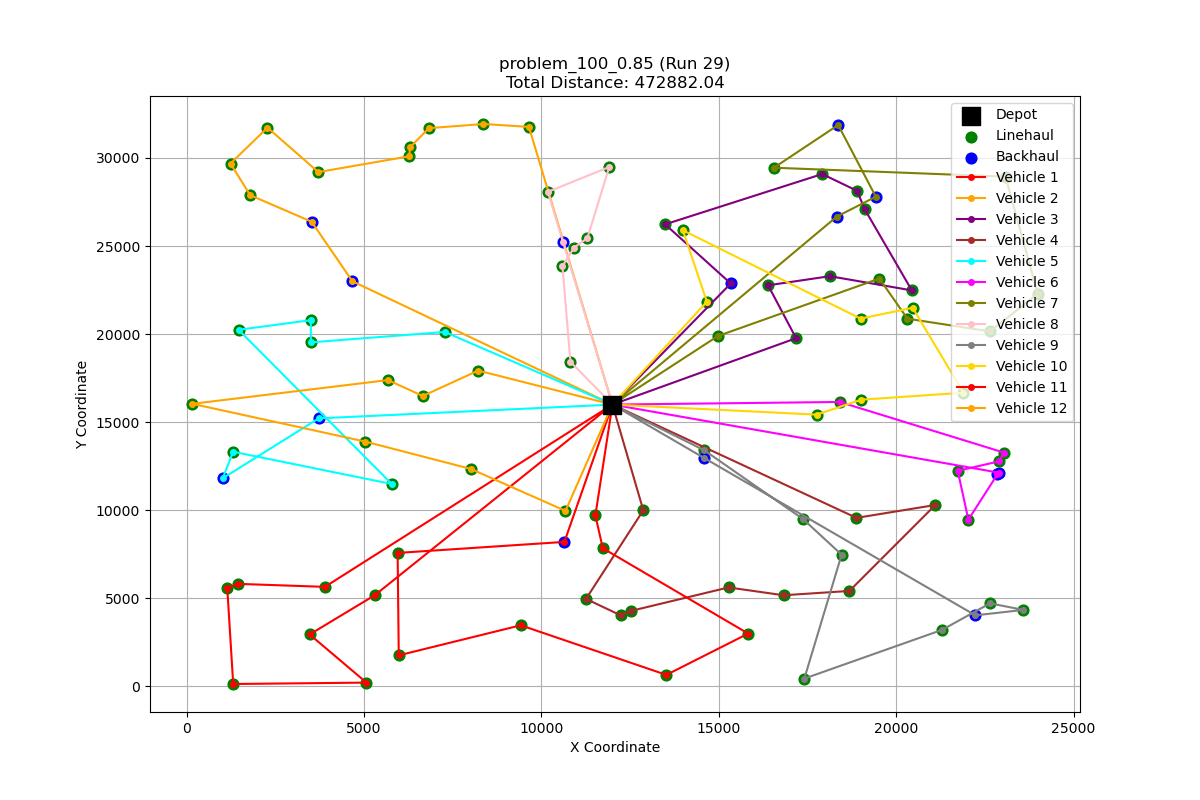 problem_100_0.85 (Run 29)
Total Distance: 472882.04
Depot
Linehaul
Backhaul
Vehicle 1
Vehicle 2
Vehicle 3
Vehicle 4
Vehicle 5
Vehicle 6
Vehicle 7
Vehicle 8
Vehicle 9
Vehicle 10
Vehicle 11
Vehicle 12
Y Coordinate
30000
25000
20000
15000
10000
5000
0
0 5000 10000 15000 20000 25000
X Coordinate